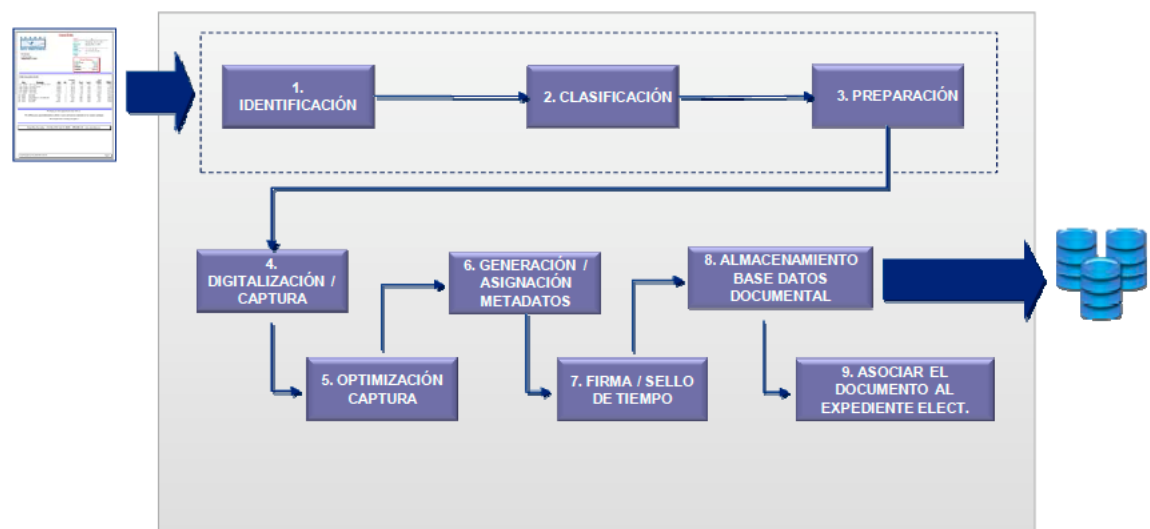 1.
IDENTIFICACIÓN
2. CLASIFICACIÓN
3. PREPARACIÓN
4.
DIGITALIZACIÓN /
CAPTURA
5. OPTIMIZACIÓN
CAPTURA
6. GENERACIÓN /
ASIGNACIÓN
METADATOS
7. FIRMA / SELLO
DE TIEMPO
8. ALMACENAMIENTO
BASE DATOS
DOCUMENTAL
9. ASOCIAR EL
DOCUMENTO AL
EXPEDIENTE ELECT.